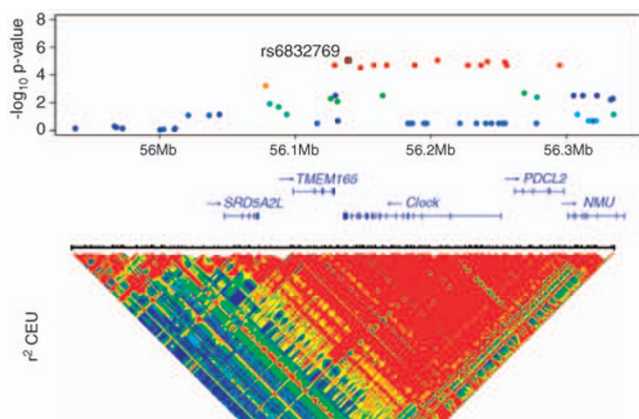 -log10 p-value
8
6
4
2
0
rs6832769
56Mb
56.1Mb
56.2Mb
56.3Mb
TMEM165
PDCL2
SRD5A2L
Clock
NMU
r2 CEU